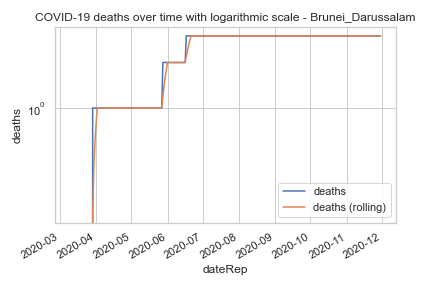 COVID-19 deaths over time with logarithmic scale - Brunei_Darussalam
deaths
10^0
deaths
deaths (rolling)
2020-03
2020-04
2020-05
2020-06
2020-07
2020-08
2020-09
2020-10
2020-11
2020-12
dateRep